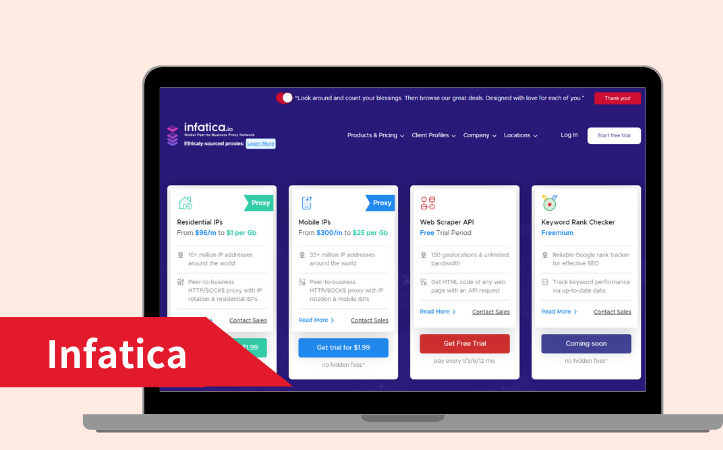 "Look around and count your blessings. Then browse our great deals. Designed with love for each of you."
Thank you!
infatica.io
Global Peer-to-Business Proxy Network
Ethicaly-sourced proxies. Learn More
Products & Pricing
Client Profiles
Company
Locations
Log In
Start free trial
Proxy
Residential IPs
From $96/m to $1 per Gb
10+ million IP addresses
around the world
Peer-to-business
HTTP/SOCKS proxy with IP
rotation & residential ISPs
Contact Sales
$1.99
Proxy
Mobile IPs
From $300/m to $25 per Gb
35+ million IP addresses
around the world
Peer-to-business
HTTP/SOCKS proxy with IP
rotation & mobile ISPs
Read More
Contact Sales
Get trial for $1.99
no hidden fees*
Web Scraper API
Free Trial Period
150 geolocations & unlimited
bandwidth
Get HTML code of any web
page with an API request
Read More
Contact Sales
Get Free Trial
pay every 1/3/6/12 mo.
Keyword Rank Checker
Freemium
Reliable Google rank tracker
for effective SEO
Track keyword performance
via up-to-date data
Read More
Contact Sales
Coming soon
no hidden fees*
Infatica